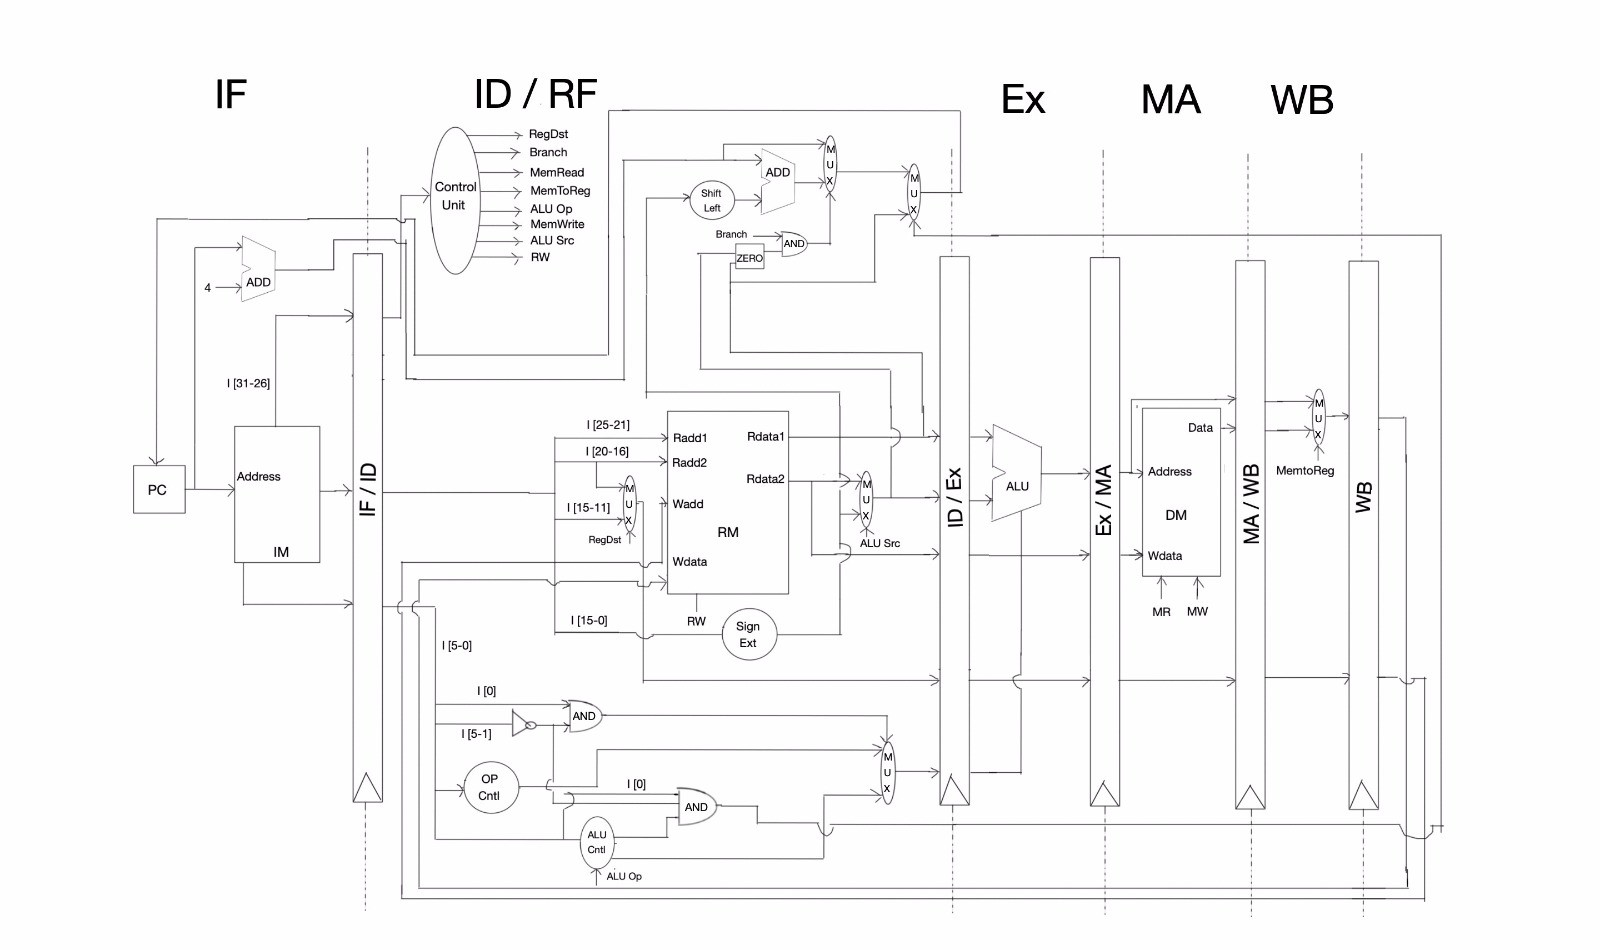 IF
ID / RF
Ex
MA
WB
Control
Unit
RegDst
Branch
MemRead
MemToReg
ALU Op
MemWrite
ALU Src
RW
M
U
X
ADD
Shift
Left
M
U
X
Branch
AND
ZERO
4
ADD
I [31-26]
PC
Address
IM
IF / ID
I [25-21]
I [20-16]
I [15-11]
M
U
X
RegDst
Radd1
Radd2
Wadd
Wdata
Rdata1
Rdata2
RM
RW
M
U
X
ALU Src
I [15-0]
Sign
Ext
I [5-0]
I [0]
I [5-1]
AND
OP
Cntl
I [0]
AND
ALU
Cntl
ALU Op
M
U
X
ID / Ex
ALU
Ex / MA
Data
Address
DM
Wdata
MR
MW
MA / WB
M
U
X
MemtoReg
WB